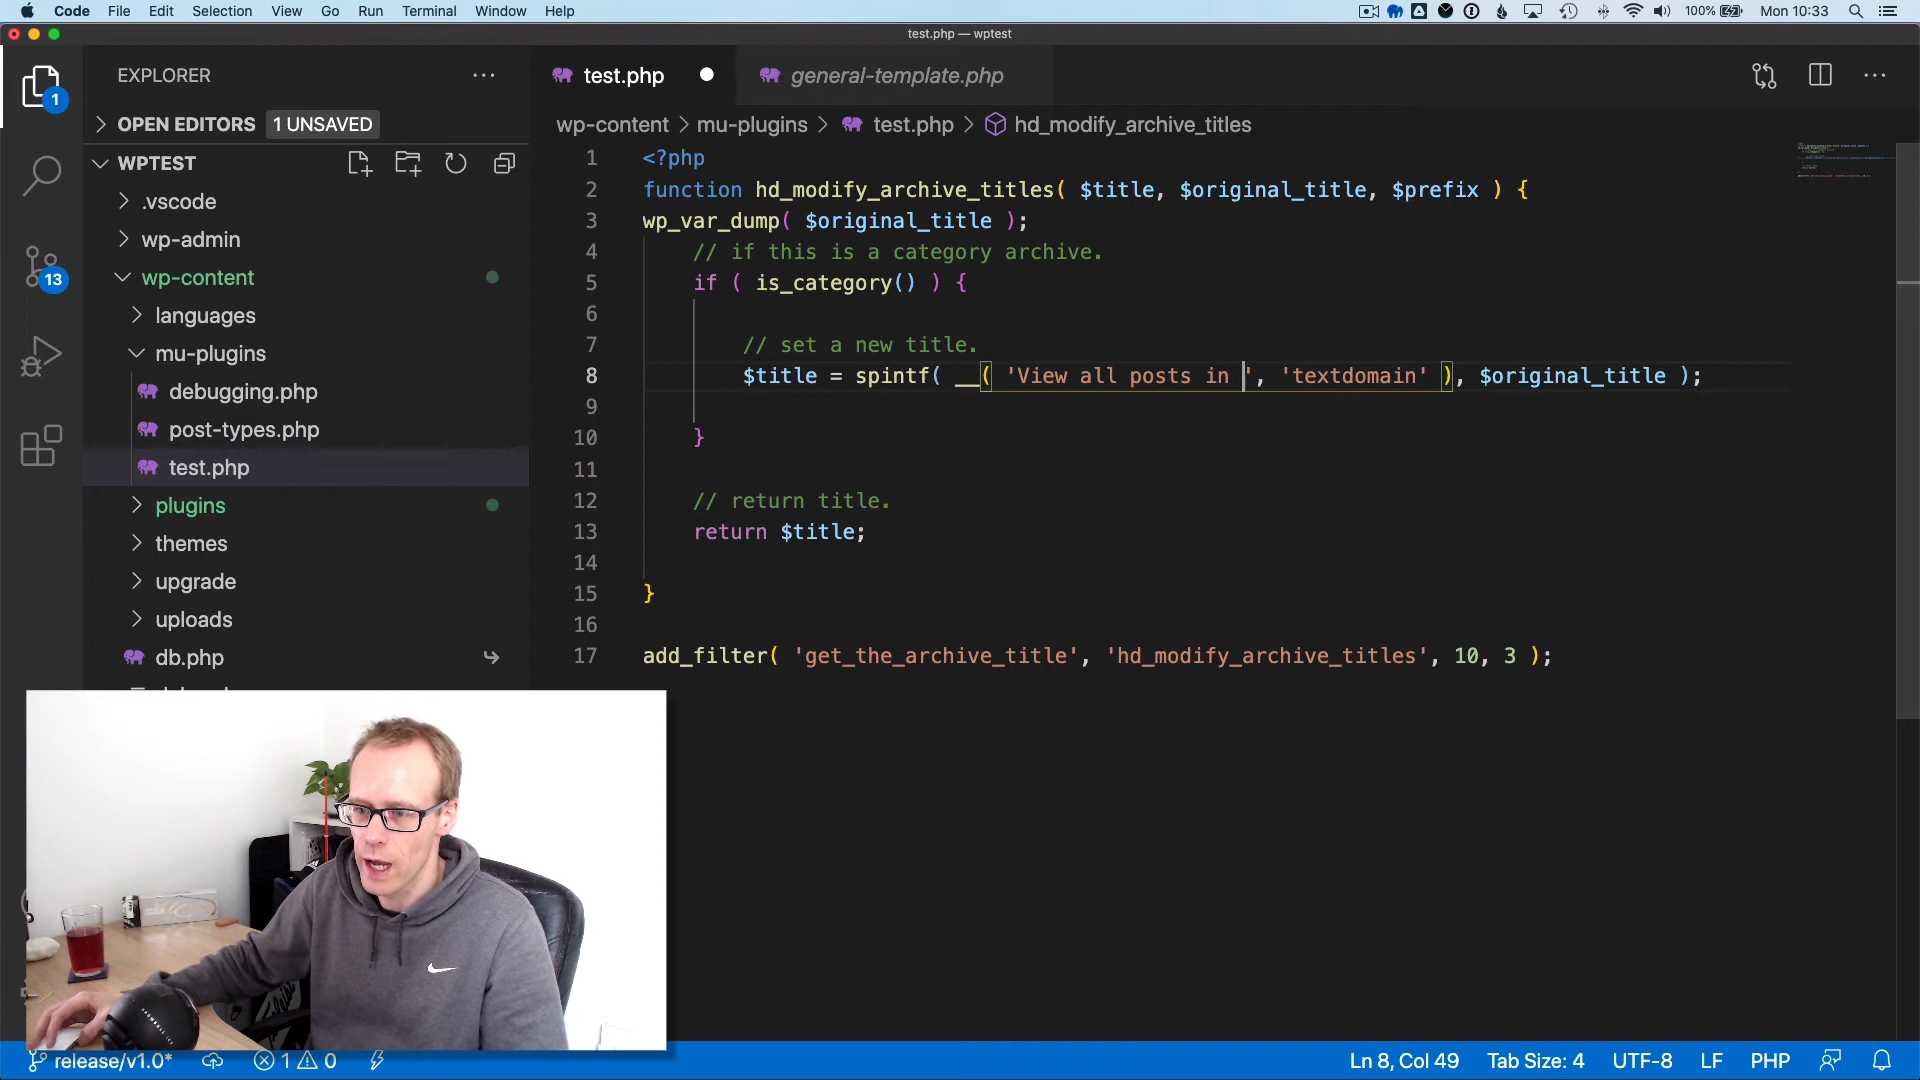 Code File Edit Selection View Go Run Terminal Window Help
100% Mon 10:33
test.php — wptest
EXPLORER
OPEN EDITORS 1 UNSAVED
WPTEST
.vscode
wp-admin
wp-content
languages
mu-plugins
debugging.php
post-types.php
test.php
plugins
themes
upgrade
uploads
db.php
1
13
test.php
general-template.php
wp-content > mu-plugins > test.php > hd_modify_archive_titles
1 <?php
2 function hd_modify_archive_titles( $title, $original_title, $prefix ) {
3 wp_var_dump( $original_title );
4 // if this is a category archive.
5 if ( is_category() ) {
6
7 // set a new title.
8 $title = spintf( __( 'View all posts in ', 'textdomain' ), $original_title );
9
10 }
11
12 // return title.
13 return $title;
14
15 }
16
17 add_filter( 'get_the_archive_title', 'hd_modify_archive_titles', 10, 3 );
release/v1.0* 1 0
Ln 8, Col 49 Tab Size: 4 UTF-8 LF PHP